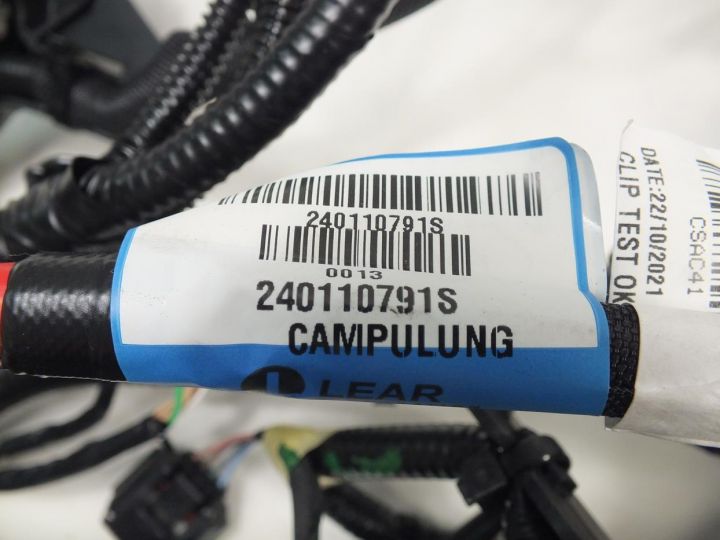 240110791S
0013
240110791S
CAMPULUNG
L LEAR
DATE:22/10/2021
CLIP TEST OK
CSAC41